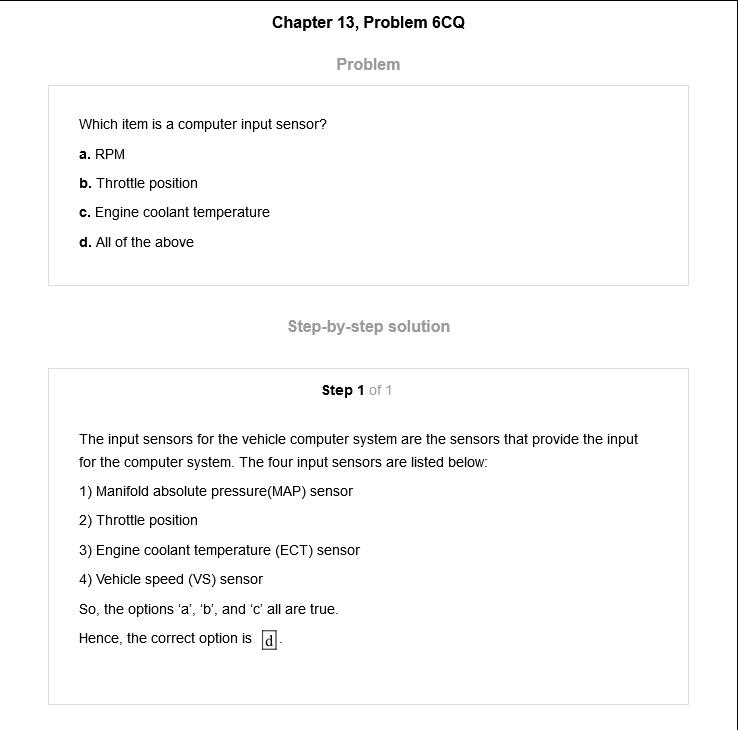 Chapter 13, Problem 6CQ
Problem
Which item is a computer input sensor?
a. RPM
b. Throttle position
c. Engine coolant temperature
d. All of the above
Step-by-step solution
Step 1 of 1
The input sensors for the vehicle computer system are the sensors that provide the input
for the computer system. The four input sensors are listed below:
1) Manifold absolute pressure(MAP) sensor
2) Throttle position
3) Engine coolant temperature (ECT) sensor
4) Vehicle speed (VS) sensor
So, the options ‘a’, ‘b’, and ‘c’ all are true.
Hence, the correct option is d.